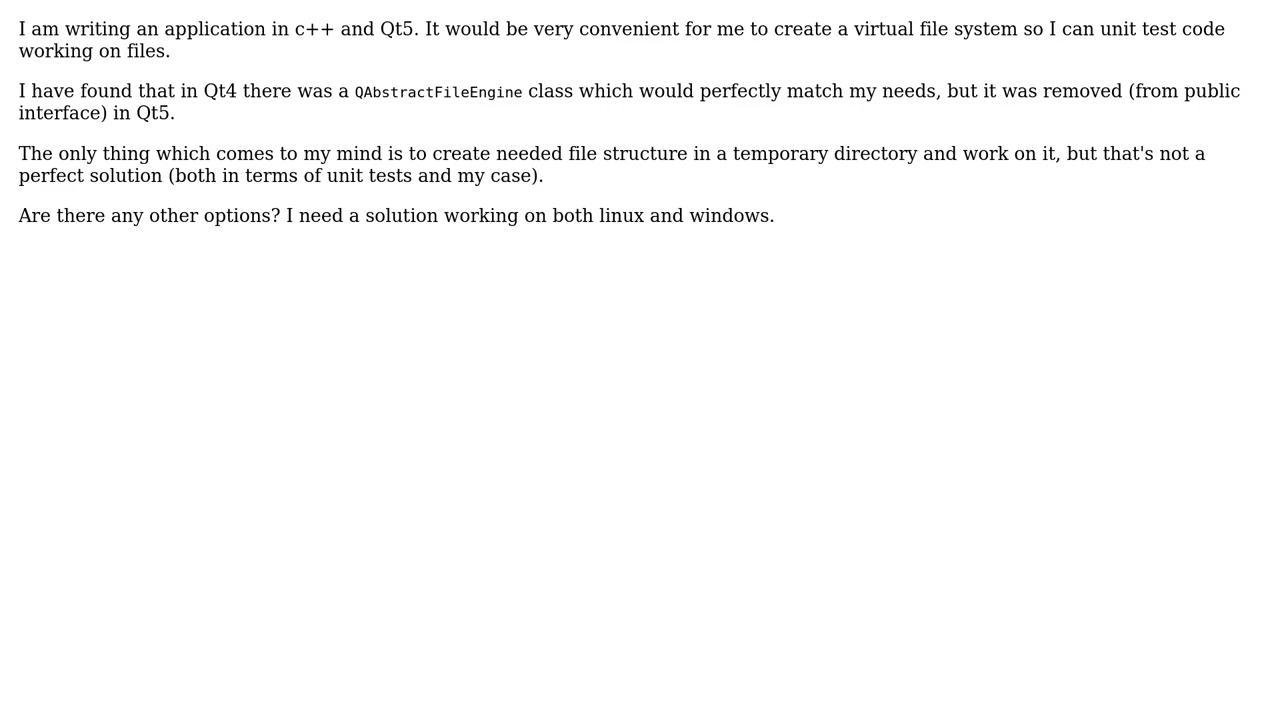 I am writing an application in c++ and Qt5. It would be very convenient for me to create a virtual file system so I can unit test code
working on files.
I have found that in Qt4 there was a QAbstractFileEngine class which would perfectly match my needs, but it was removed (from public
interface) in Qt5.
The only thing which comes to my mind is to create needed file structure in a temporary directory and work on it, but that's not a
perfect solution (both in terms of unit tests and my case).
Are there any other options? I need a solution working on both linux and windows.